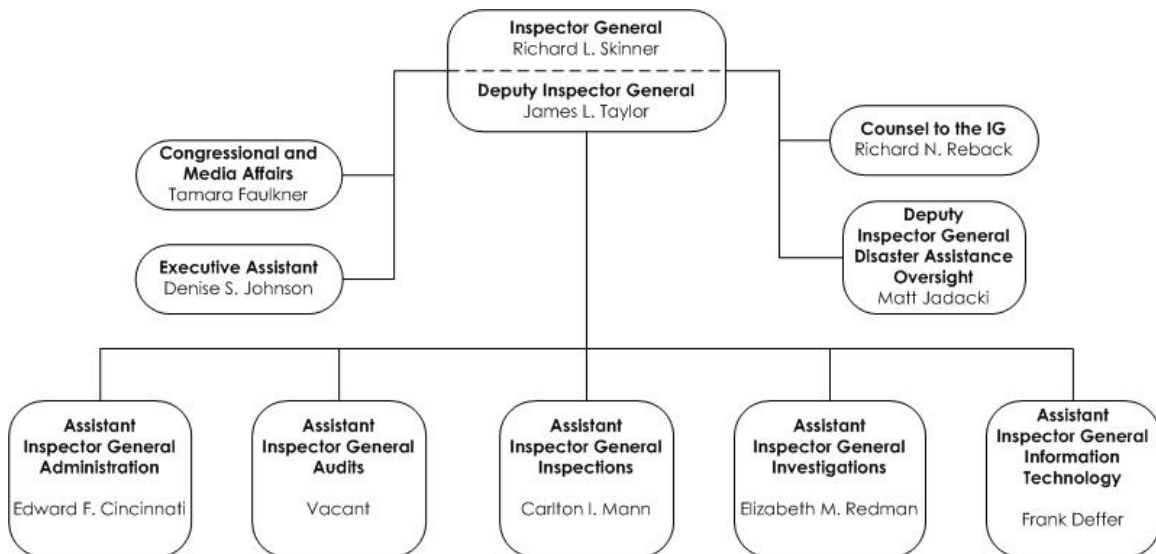 Inspector General
Richard L. Skinner
Deputy Inspector General
James L. Taylor
Congressional and
Media Affairs
Tamara Faulkner
Executive Assistant
Denise S. Johnson
Counsel to the IG
Richard N. Reback
Deputy
Inspector General
Disaster Assistance
Oversight
Matt Jadacki
Assistant
Inspector General
Administration
Edward F. Cincinnati
Assistant
Inspector General
Audits
Vacant
Assistant
Inspector General
Inspections
Carlton I. Mann
Assistant
Inspector General
Investigations
Elizabeth M. Redman
Assistant
Inspector General
Information
Technology
Frank Deffer